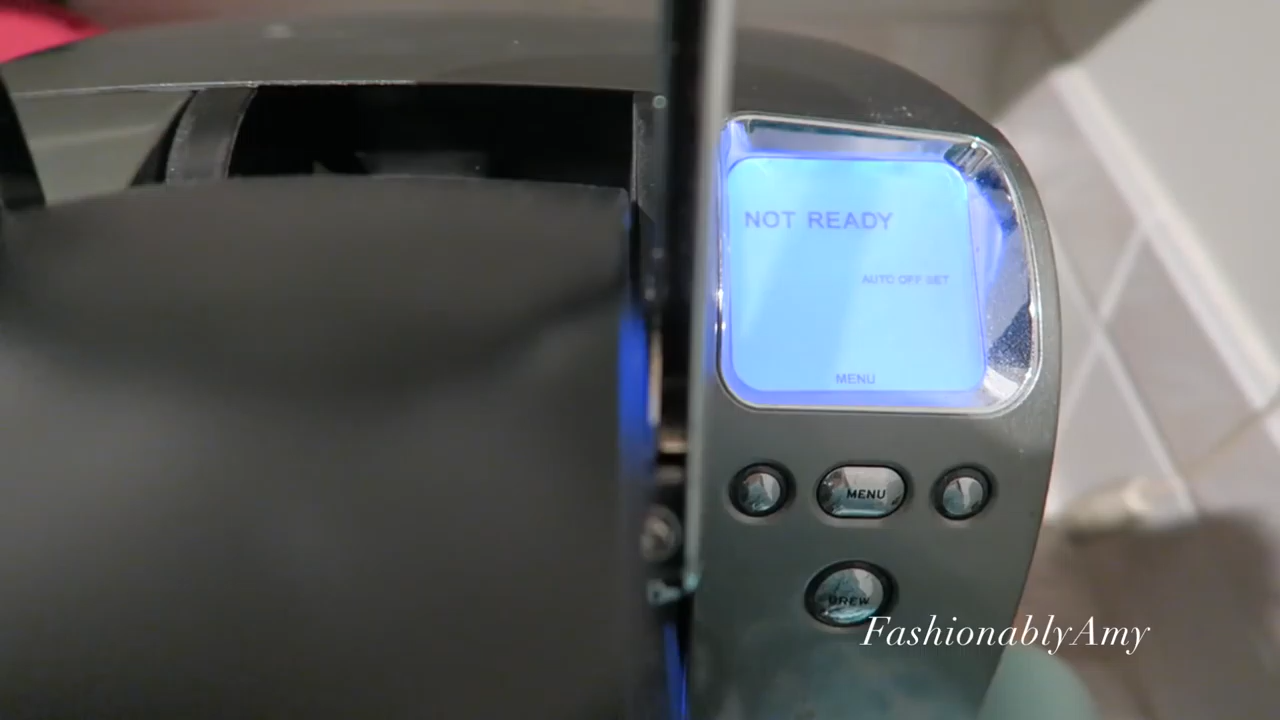 NOT READY
AUTO OFF SET
MENU
MENU
BREW
FashionablyAmy